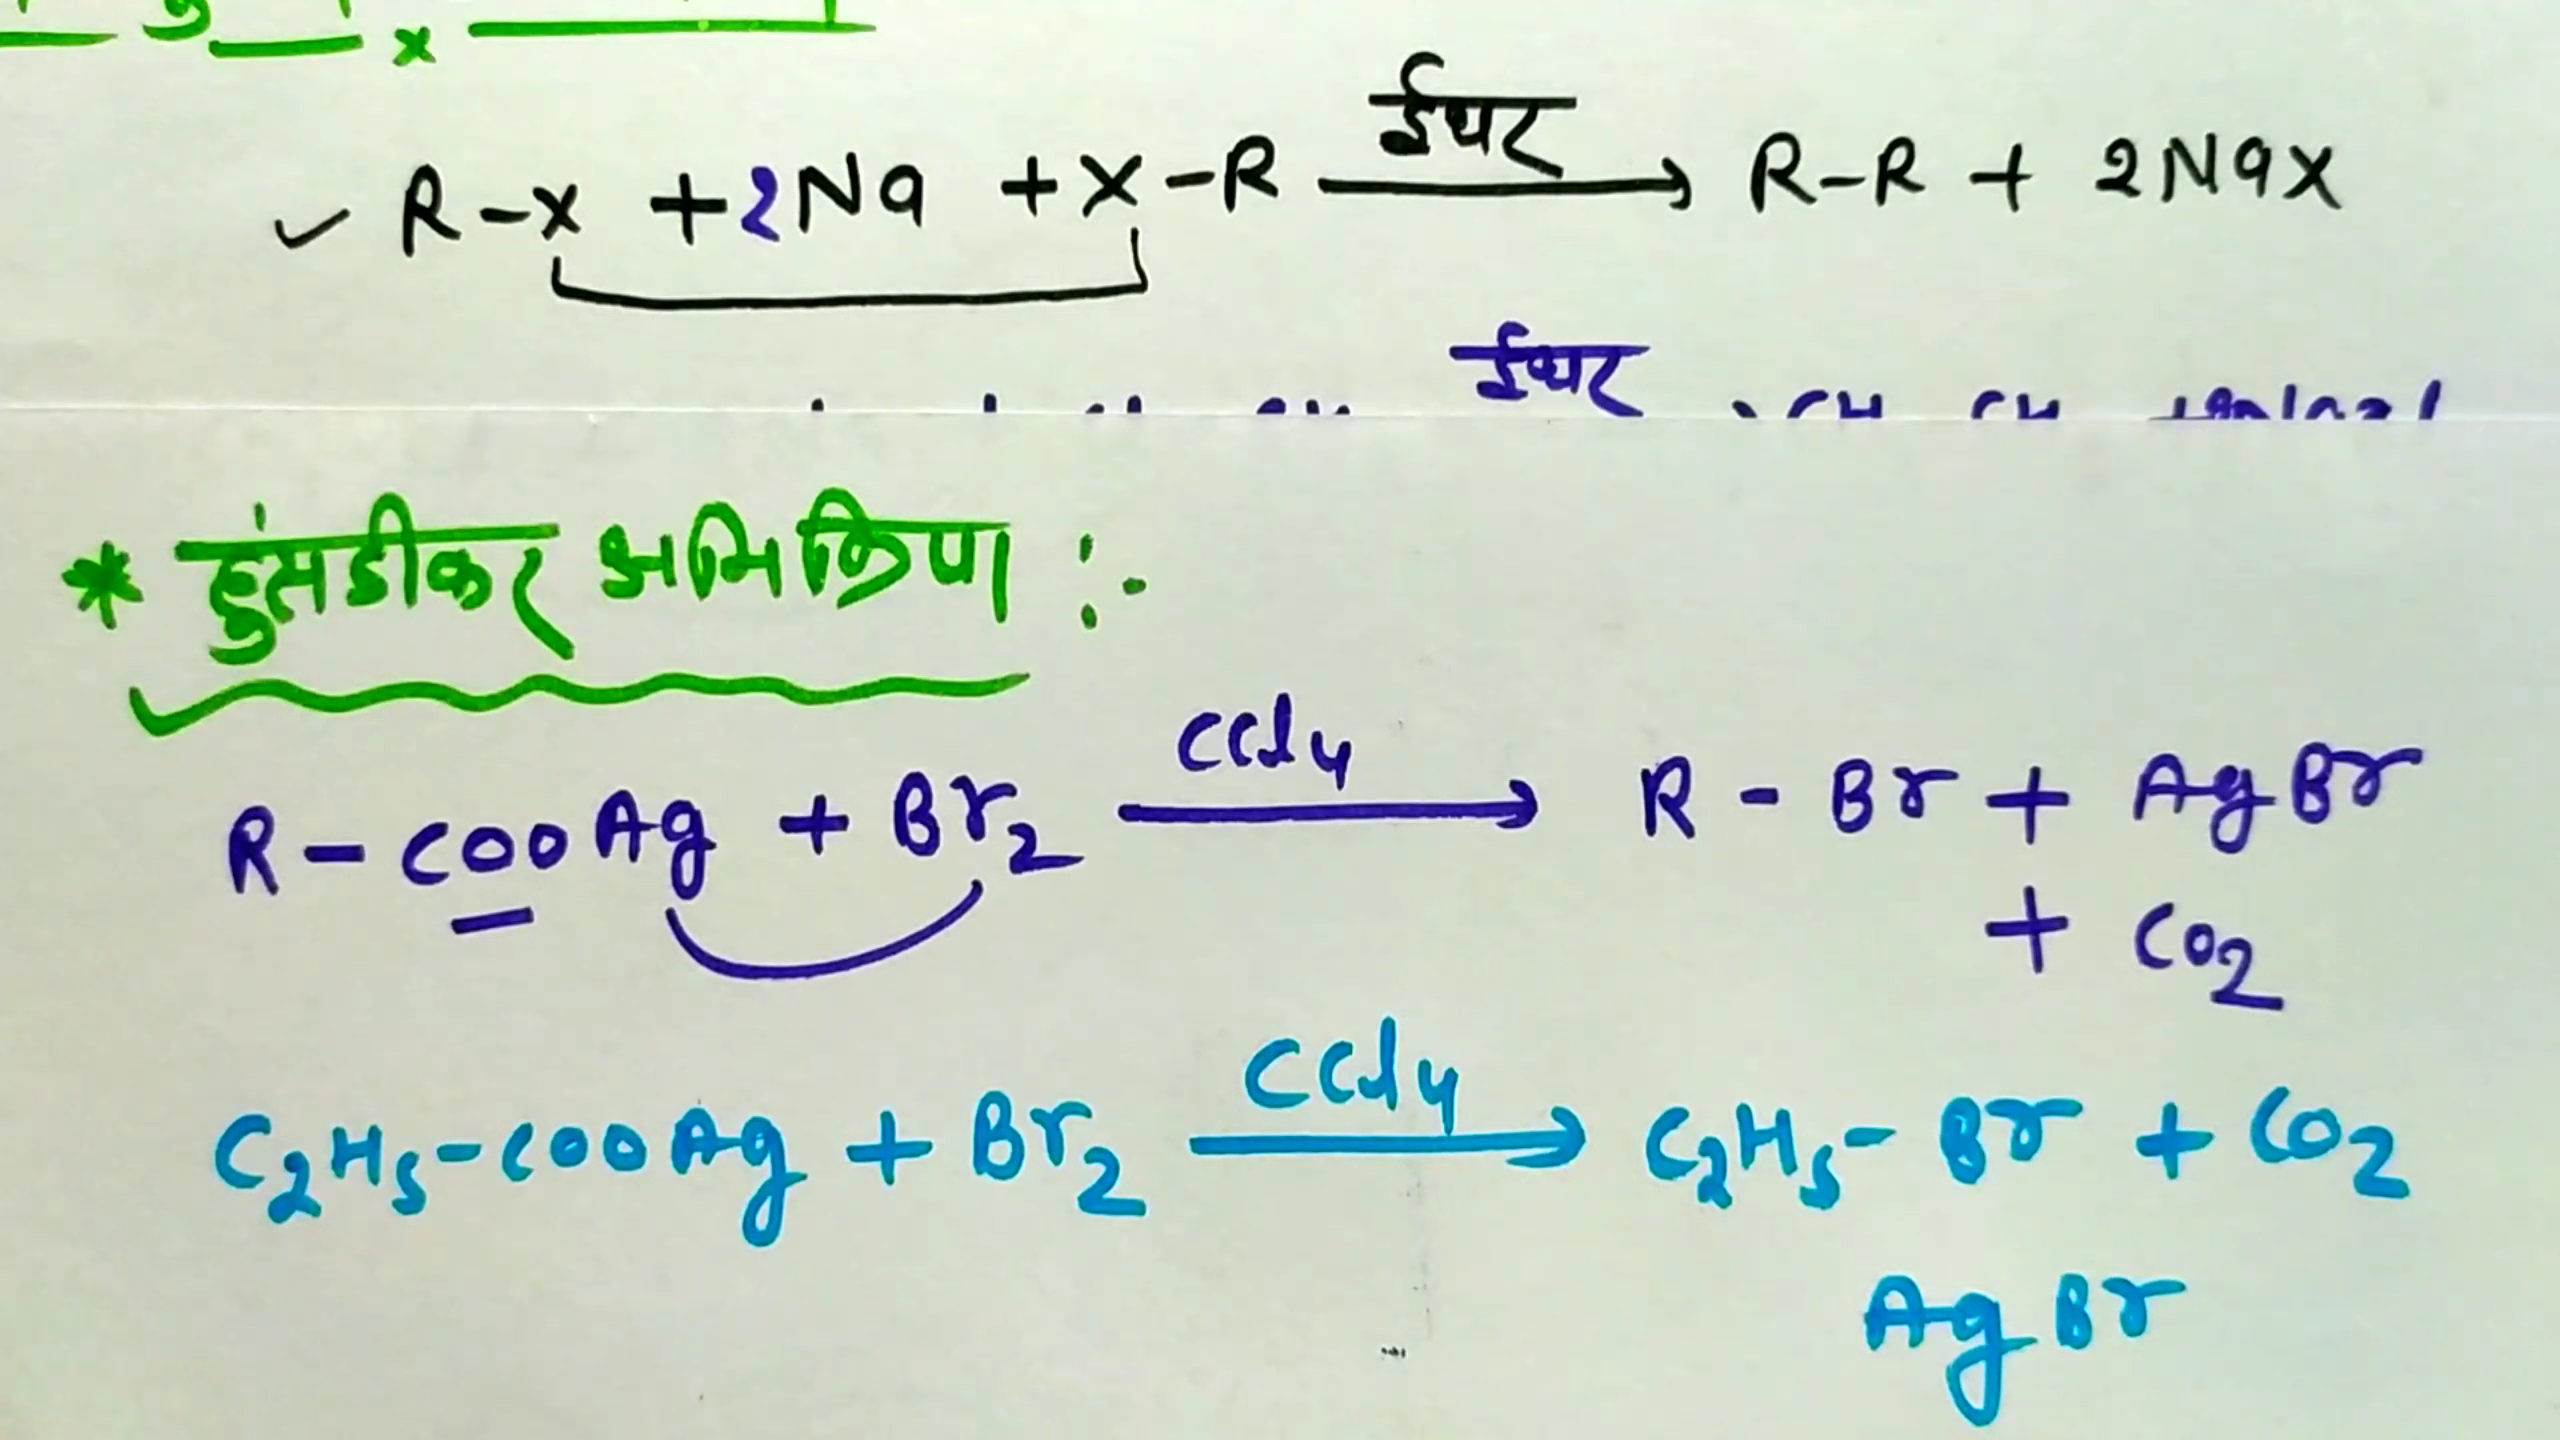 R-x +2Na +x-R ईथर → R-R + 2Nax
ईथर
* हुंसडीकर अभिक्रिया :-
R-COOAg + Br2 CCl4 → R-Br + AgBr
+ CO2
C2H5-COOAg + Br2 CCl4 → C2H5-Br + CO2
AgBr